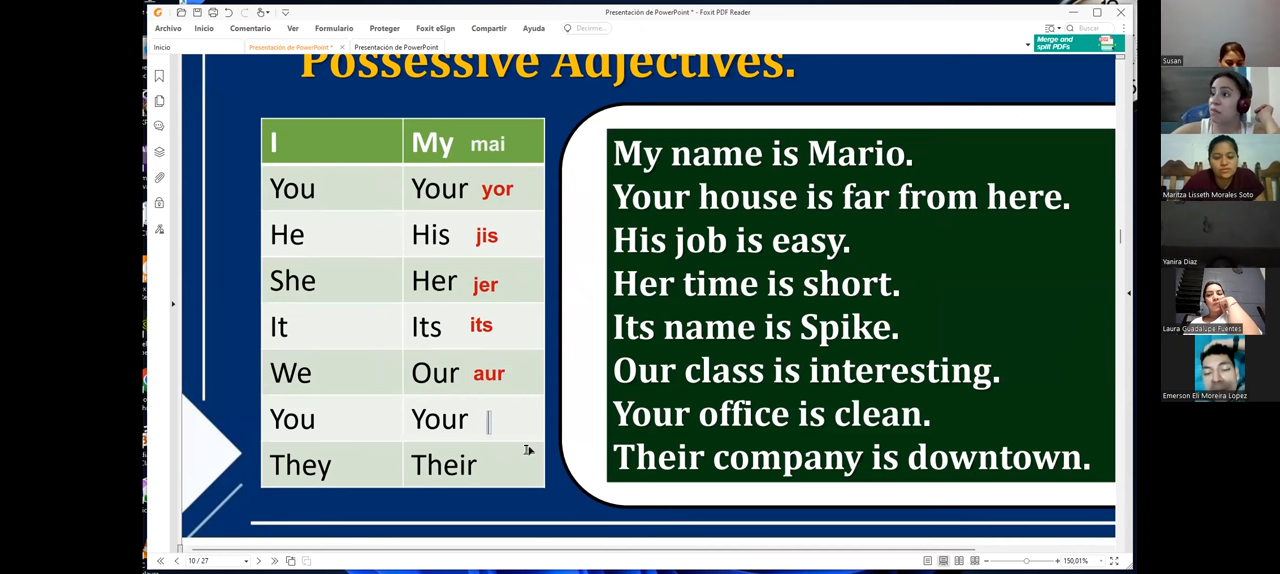 Presentación de PowerPoint * - Foxit PDF Reader
Archivo Inicio Comentario Ver Formulario Proteger Foxit eSign Compartir Ayuda Decirme... Buscar
Inicio Presentación de PowerPoint * Presentación de PowerPoint
Merge and split PDFs
Possessive Adjectives.
I My mai
You Your yor
He His jis
She Her jer
It Its its
We Our aur
You Your
They Their
My name is Mario.
Your house is far from here.
His job is easy.
Her time is short.
Its name is Spike.
Our class is interesting.
Your office is clean.
Their company is downtown.
10 / 27
150,01%
Susan
Maritza Lisseth Morales Soto
Yanira Diaz
Laura Guadalupe Fuentes
Emerson Eli Moreira Lopez